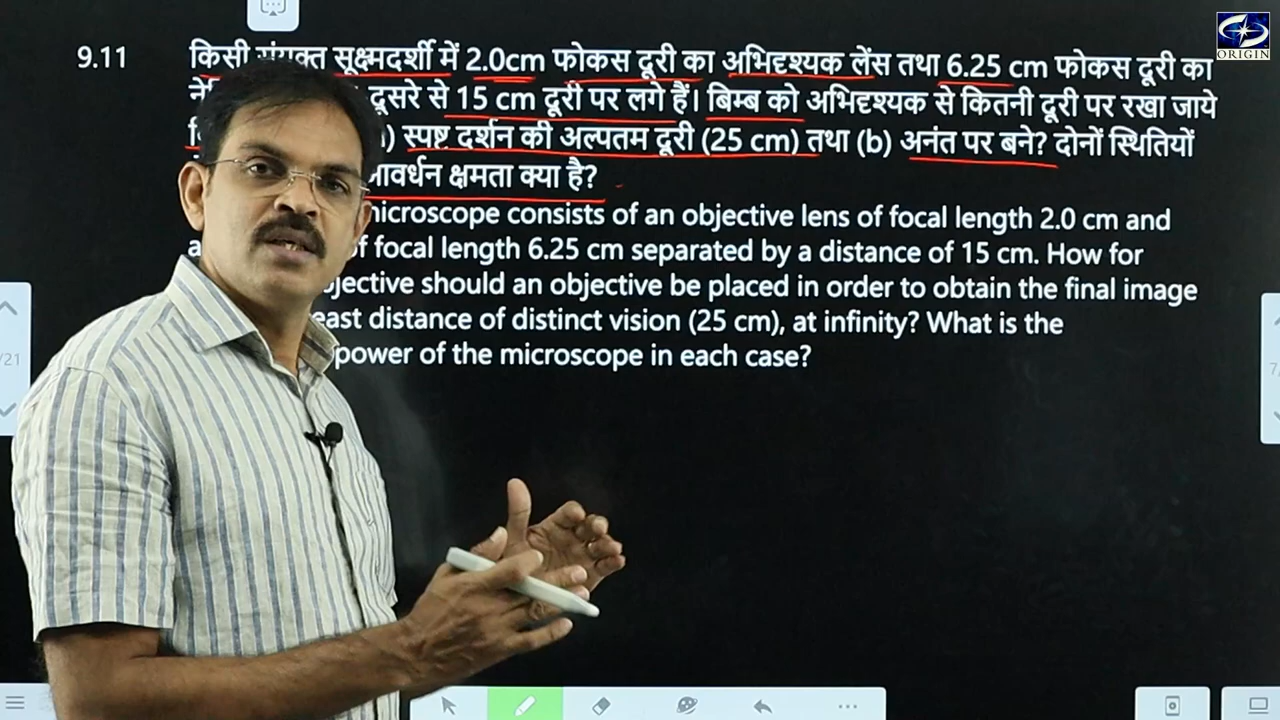 ORIGIN
9.11 किसी संयुक्त सूक्ष्मदर्शी में 2.0cm फोकस दूरी का अभिदृश्यक लेंस तथा 6.25 cm फोकस दूरी का
दूसरे से 15 cm दूरी पर लगे हैं। बिम्ब को अभिदृश्यक से कितनी दूरी पर रखा जाये
) स्पष्ट दर्शन की अल्पतम दूरी (25 cm) तथा (b) अनंत पर बने? दोनों स्थितियों
क्षमता क्या है?
microscope consists of an objective lens of focal length 2.0 cm and
of focal length 6.25 cm separated by a distance of 15 cm. How for
objective should an objective be placed in order to obtain the final image
east distance of distinct vision (25 cm), at infinity? What is the
power of the microscope in each case?
/21